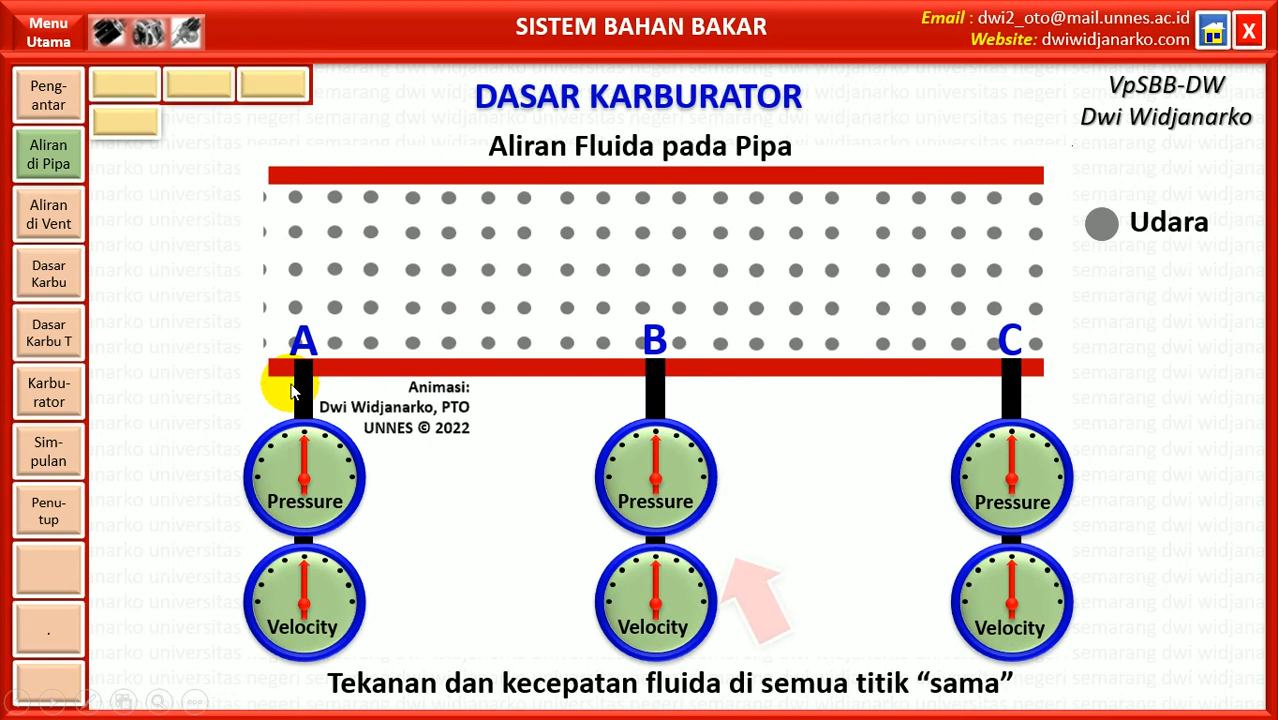 Menu
Utama
SISTEM BAHAN BAKAR
Email : dwi2_oto@mail.unnes.ac.id
Website: dwiwidjanarko.com
X
Peng-
antar
Aliran
di Pipa
Aliran
di Vent
Dasar
Karbu
Dasar
Karbu T
Karbu-
rator
Sim-
pulan
Penu-
tup
.
DASAR KARBURATOR
Aliran Fluida pada Pipa
VpSBB-DW
Dwi Widjanarko
Udara
A
B
C
Animasi:
Dwi Widjanarko, PTO
UNNES © 2022
Pressure
Pressure
Pressure
Velocity
Velocity
Velocity
Tekanan dan kecepatan fluida di semua titik “sama”